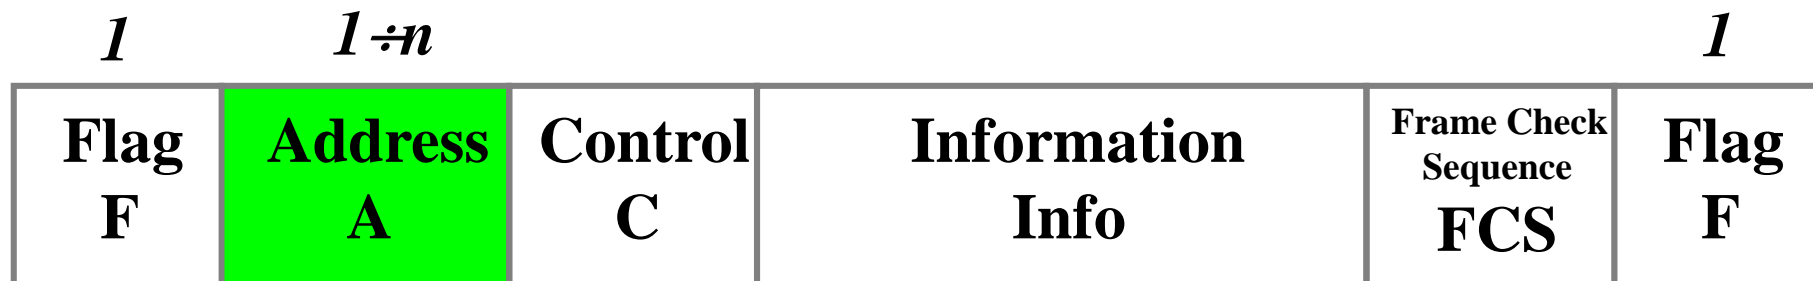 1 1÷n 1
Flag Address Control Information Frame Check Sequence Flag
F A C Info FCS F